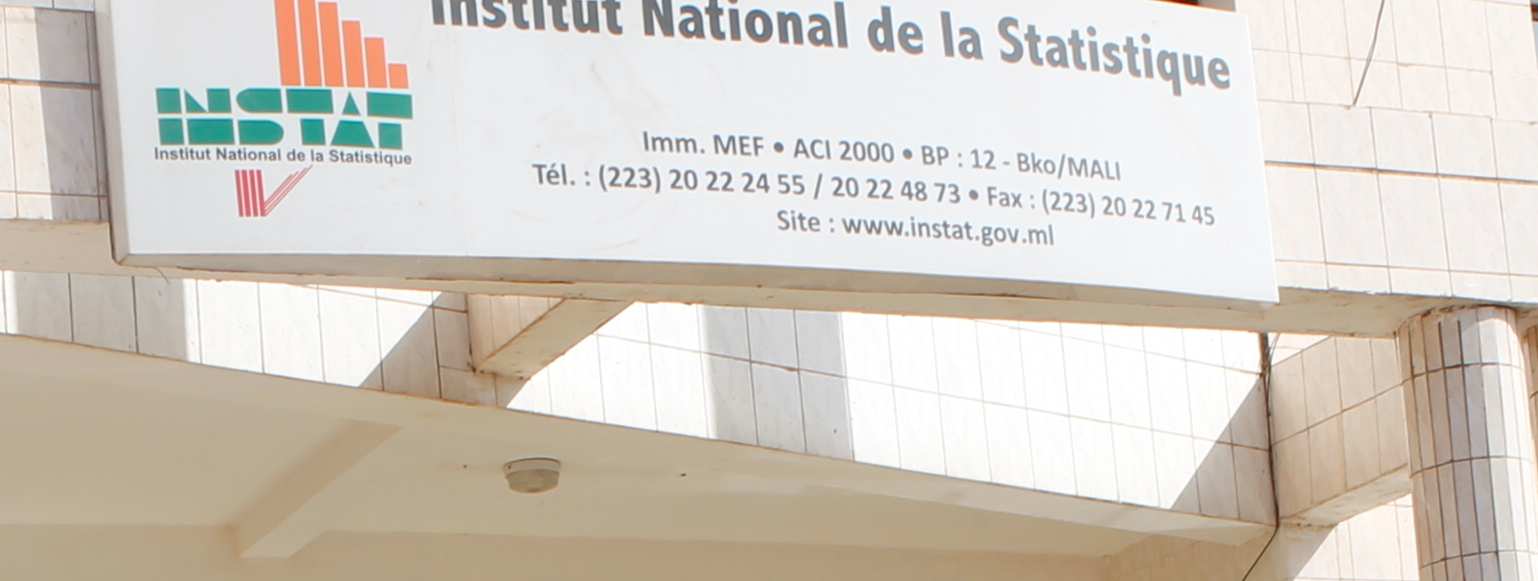 Institut National de la Statistique
INSTAT
Institut National de la Statistique
Imm. MEF • ACI 2000 • BP : 12 - Bko/MALI
Tél. : (223) 20 22 24 55 / 20 22 48 73 • Fax : (223) 20 22 71 45
Site : www.instat.gov.ml